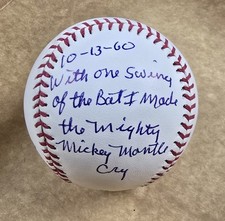 10-13-60
With one Swing
of the Bat I Made
the Mighty
Mickey Mantle
Cry